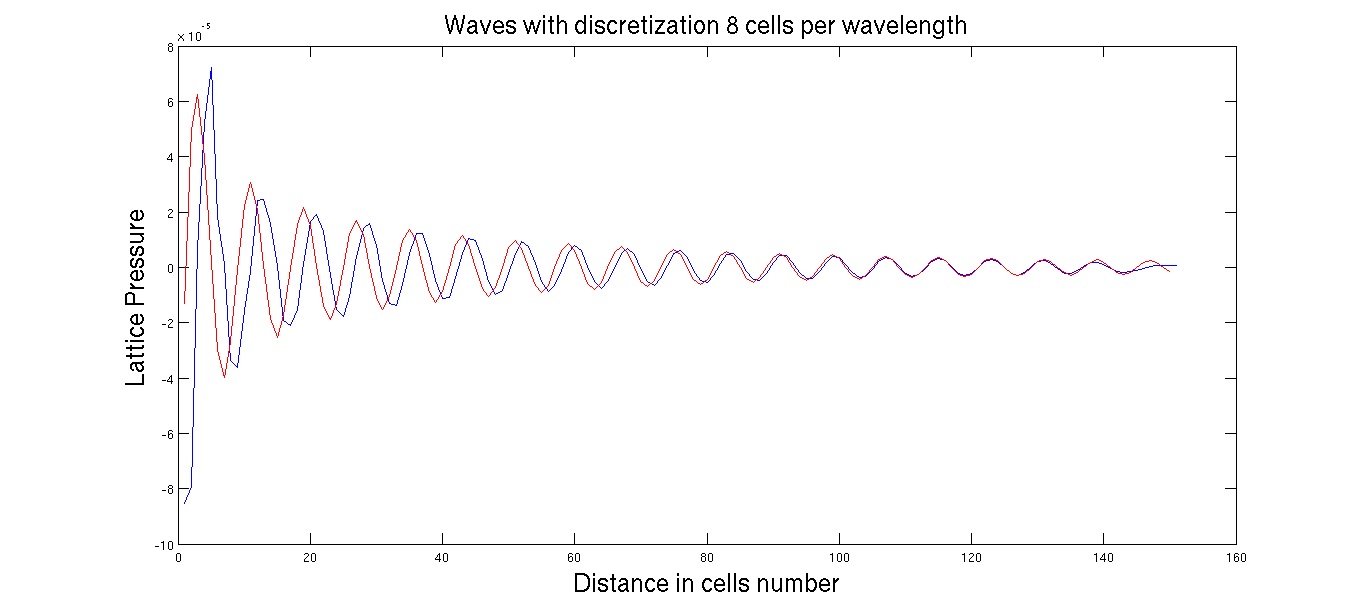 Waves with discretization 8 cells per wavelength
× 10⁻⁵
8
6
4
2
0
-2
-4
-6
-8
-10
Lattice Pressure
0 20 40 60 80 100 120 140 160
Distance in cells number